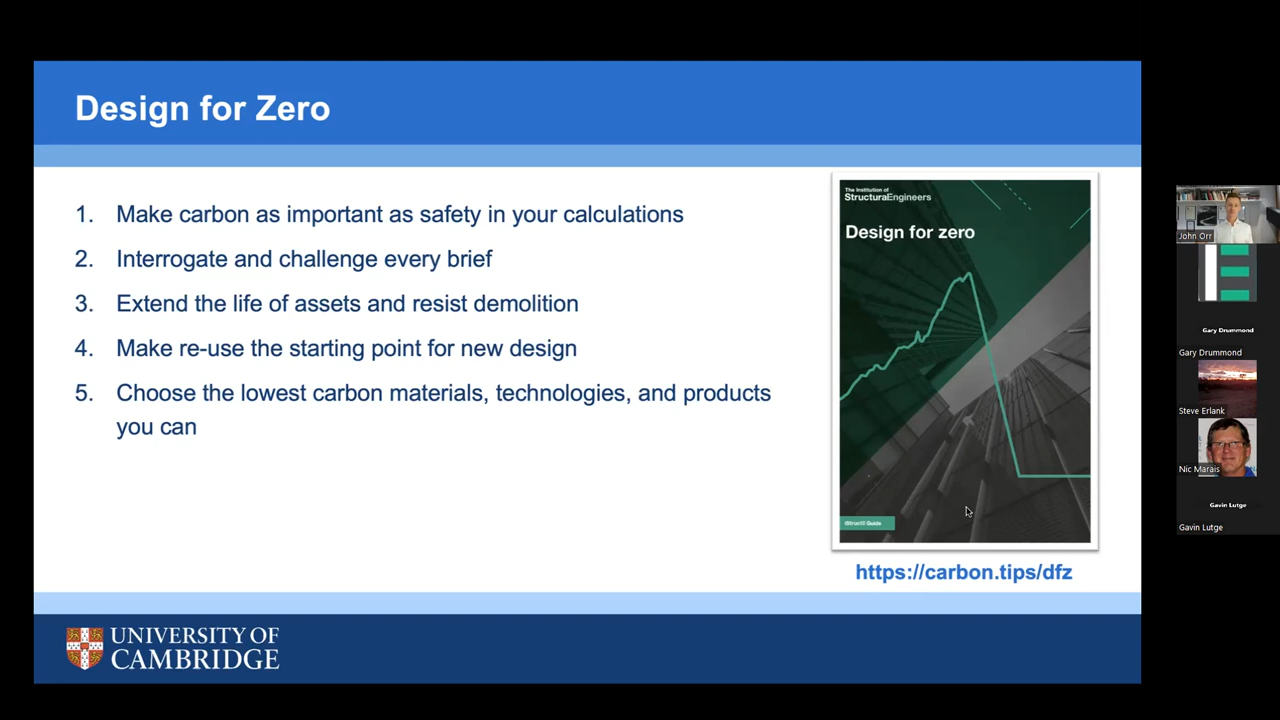 Design for Zero
1. Make carbon as important as safety in your calculations
2. Interrogate and challenge every brief
3. Extend the life of assets and resist demolition
4. Make re-use the starting point for new design
5. Choose the lowest carbon materials, technologies, and products
you can
The Institution of
StructuralEngineers
Design for zero
IStructE Guide
https://carbon.tips/dfz
UNIVERSITY OF
CAMBRIDGE
John Orr
Gary Drummond
Gary Drummond
Steve Erlank
Nic Marais
Gavin Lutge
Gavin Lutge